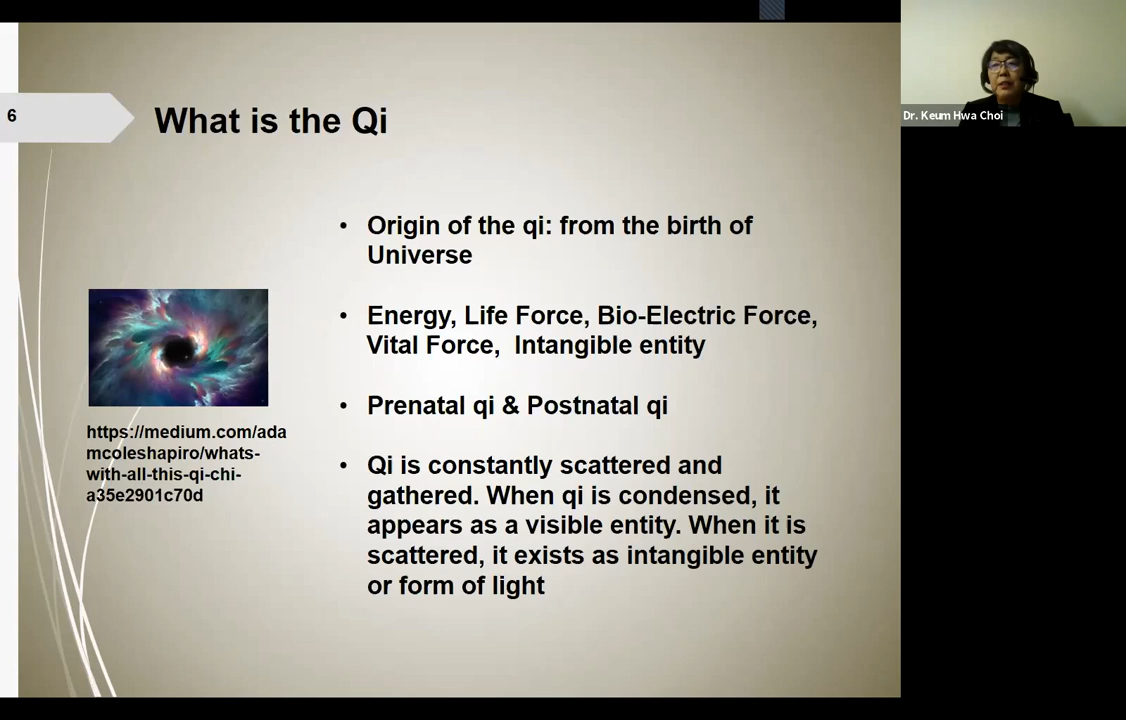 6
What is the Qi
• Origin of the qi: from the birth of
Universe
• Energy, Life Force, Bio-Electric Force,
Vital Force,  Intangible entity
• Prenatal qi & Postnatal qi
• Qi is constantly scattered and
gathered. When qi is condensed, it
appears as a visible entity. When it is
scattered, it exists as intangible entity
or form of light
https://medium.com/ada
mcoleshapiro/whats-
with-all-this-qi-chi-
a35e2901c70d
Dr. Keum Hwa Choi